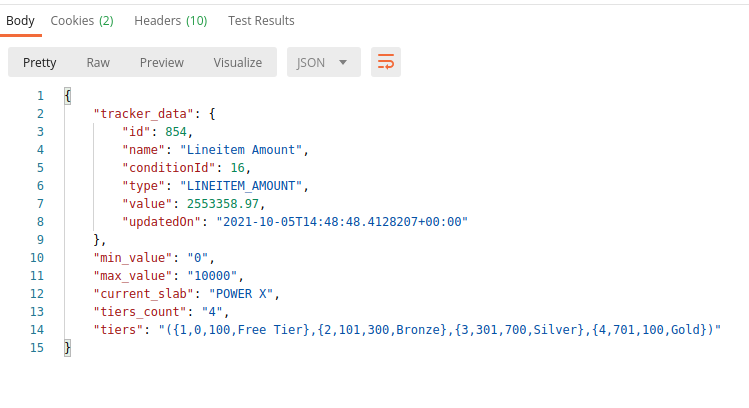 Body Cookies (2) Headers (10) Test Results
Pretty Raw Preview Visualize JSON
1 {
2 "tracker_data": {
3 "id": 854,
4 "name": "Lineitem Amount",
5 "conditionId": 16,
6 "type": "LINEITEM_AMOUNT",
7 "value": 2553358.97,
8 "updatedOn": "2021-10-05T14:48:48.4128207+00:00"
9 },
10 "min_value": "0",
11 "max_value": "10000",
12 "current_slab": "POWER X",
13 "tiers_count": "4",
14 "tiers": "({1,0,100,Free Tier},{2,101,300,Bronze},{3,301,700,Silver},{4,701,100,Gold})"
15 }